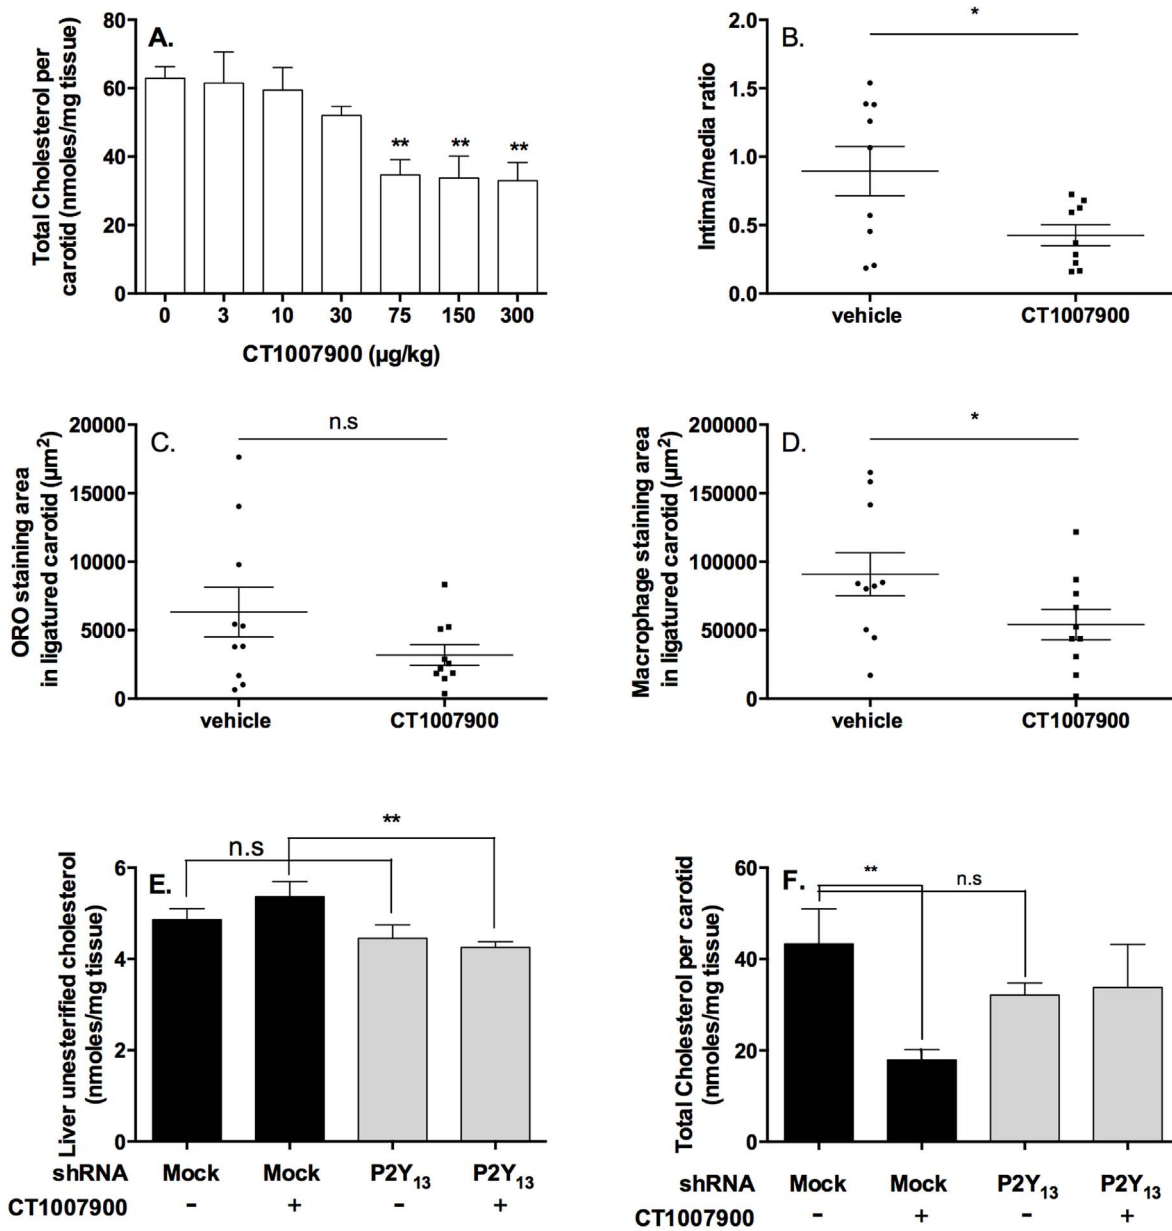 A.
Total Cholesterol per
carotid (nmoles/mg tissue)
80
60
40
20
0
** ** **
0 3 10 30 75 150 300
CT1007900 (µg/kg)
B.
*
Intima/media ratio
2.0
1.5
1.0
0.5
0.0
vehicle CT1007900
C.
n.s
ORO staining area
in ligatured carotid (µm²)
20000
15000
10000
5000
0
vehicle CT1007900
D.
*
Macrophage staining area
in ligatured carotid (µm²)
200000
150000
100000
50000
0
vehicle CT1007900
E.
n.s
**
Liver unesterified cholesterol
(nmoles/mg tissue)
6
4
2
0
shRNA Mock Mock P2Y₁₃ P2Y₁₃
CT1007900 - + - +
F.
**
n.s
Total Cholesterol per carotid
(nmoles/mg tissue)
60
40
20
0
shRNA Mock Mock P2Y₁₃ P2Y₁₃
CT1007900 - + - +